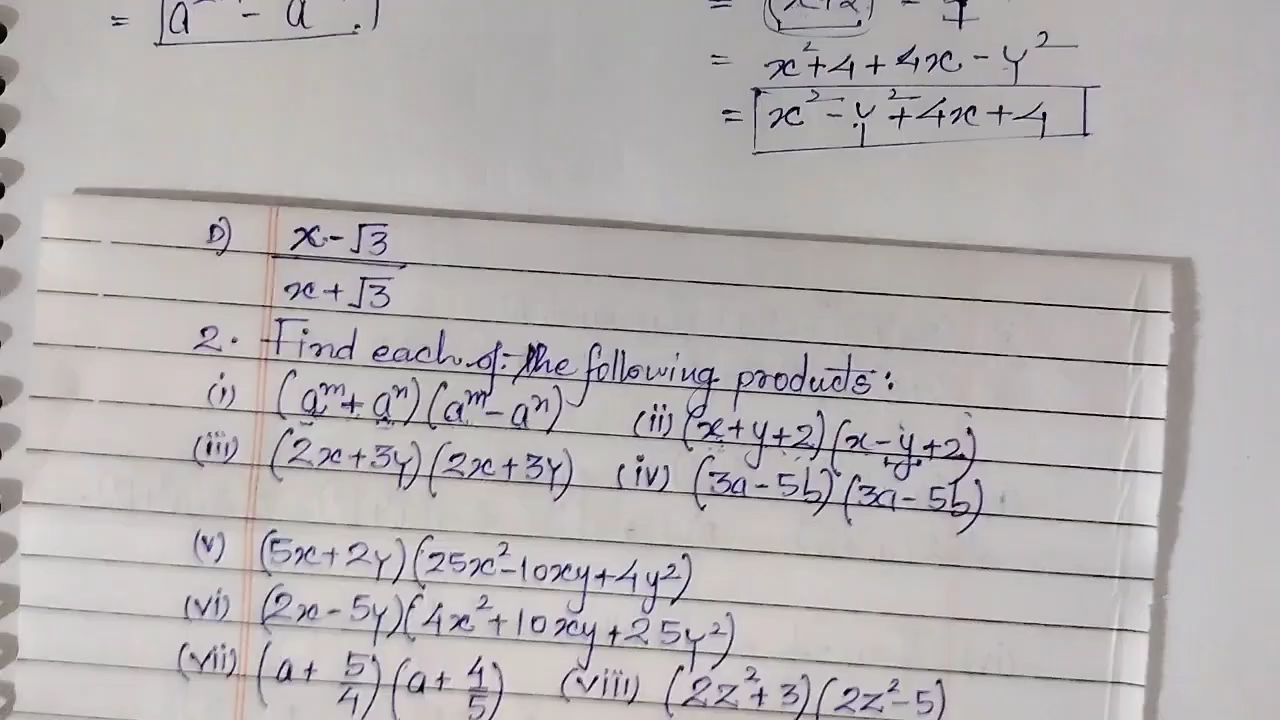 = x²+4+4x-y²
= x²-y²+4x+4
D) x-√3
x+√3
2. Find each of the following products:
(i) (aᵐ+aⁿ)(aᵐ-aⁿ) (ii) (x+y+2)(x-y+2)
(iii) (2x+3y)(2x+3y) (iv) (3a-5b)(3a-5b)
(v) (5x+2y)(25x²-10xy+4y²)
(vi) (2x-5y)(4x²+10xy+25y²)
(vii) (a+5/4)(a+4/5) (viii) (2z²+3)(2z²-5)